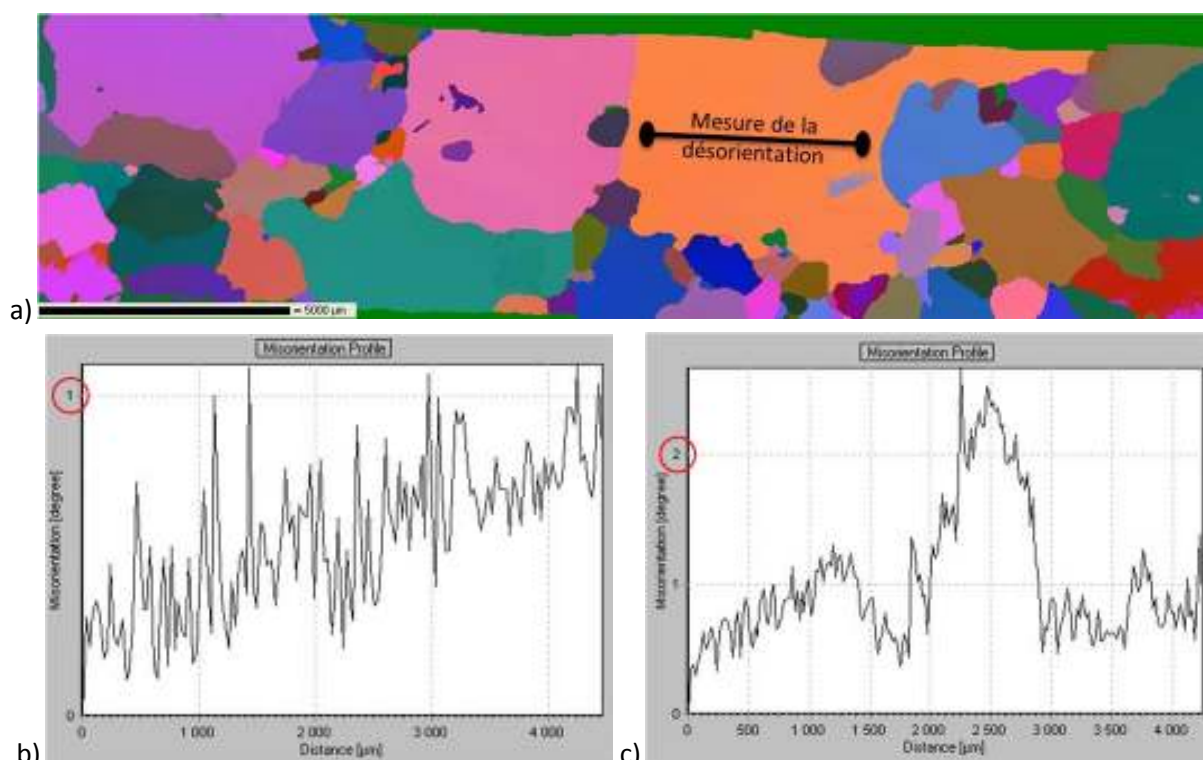 Mesure de la
désorientation
a)
= 5000 µm
Misorientation Profile
1
Misorientation [degree]
0
0 1 000 2 000 3 000 4 000
Distance [µm]
b)
Misorientation Profile
2
1
Misorientation [degree]
0
0 500 1 000 1 500 2 000 2 500 3 000 3 500 4 000
Distance [µm]
c)